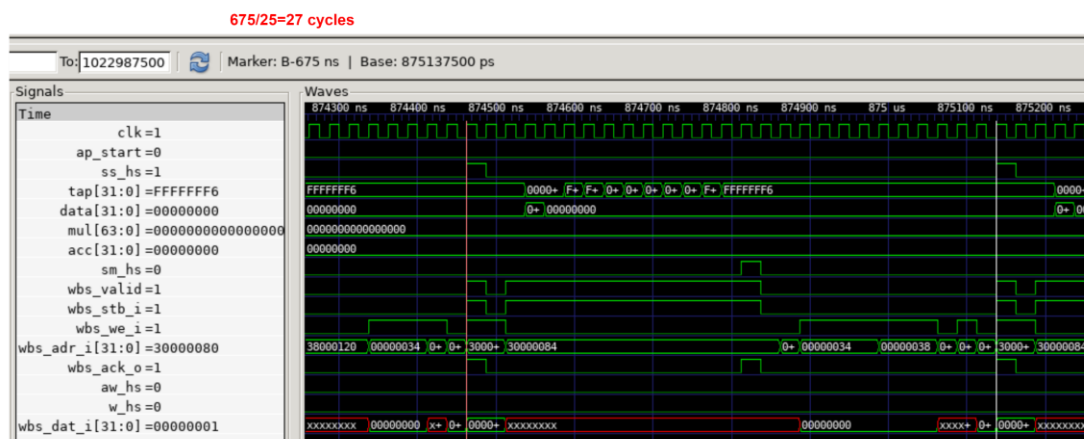 675/25=27 cycles
To: 1022987500 Marker: B-675 ns | Base: 875137500 ps
Signals Waves
Time 874300 ns 874400 ns 874500 ns 874600 ns 874700 ns 874800 ns 874900 ns 875 us 875100 ns 875200 ns
clk=1
ap_start=0
ss_hs=1
tap[31:0]=FFFFFFF6 FFFFFFF6 0000+ F+ F+ 0+ 0+ 0+ 0+ 0+ F+ FFFFFFF6 0000+
data[31:0]=00000000 00000000 0+ 00000000 0+
mul[63:0]=0000000000000000 0000000000000000
acc[31:0]=00000000 00000000
sm_hs=0
wbs_valid=1
wbs_stb_i=1
wbs_we_i=1
wbs_adr_i[31:0]=30000080 38000120 00000034 0+ 0+ 3000+ 30000084 0+ 00000034 00000038 0+ 0+ 0+ 3000+ 30000084
wbs_ack_o=1
aw_hs=0
w_hs=0
wbs_dat_i[31:0]=00000001 xxxxxxxx 00000000 x+ 0+ 0000+ xxxxxxxx 00000000 xxxx+ 0+ 0000+ xxxxxxxx